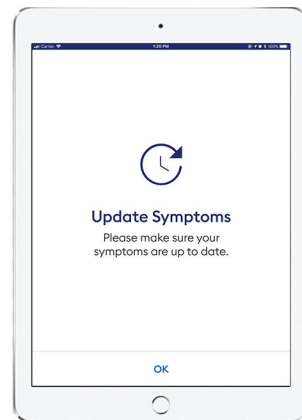 Carrier 1:20 PM 100%
Update Symptoms
Please make sure your
symptoms are up to date.
OK